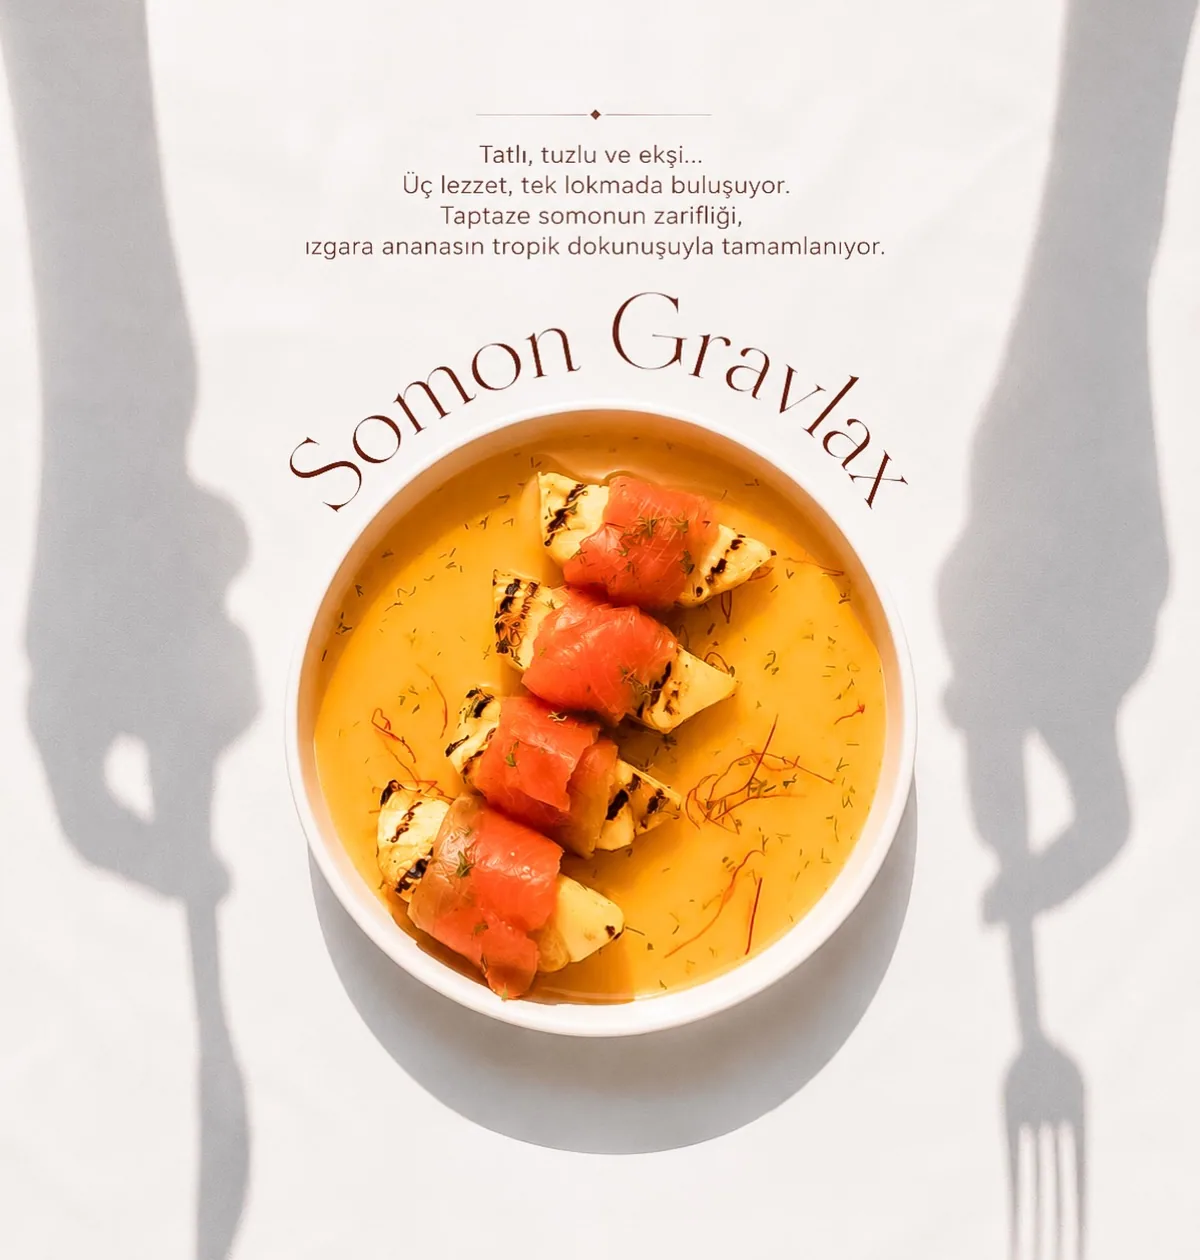 Tatlı, tuzlu ve ekşi...
Üç lezzet, tek lokmada buluşuyor.
Taptaze somonun zarifliği,
ızgara ananasın tropik dokunuşuyla tamamlanıyor.
Somon Gravlax